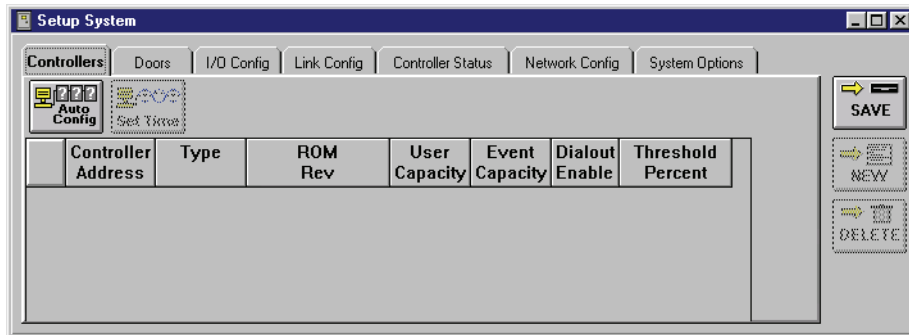 Setup System
Controllers Doors I/O Config Link Config Controller Status Network Config System Options
???
Auto
Config
Set Time
SAVE
NEW
DELETE
Controller Address Type ROM Rev User Capacity Event Capacity Dialout Enable Threshold Percent